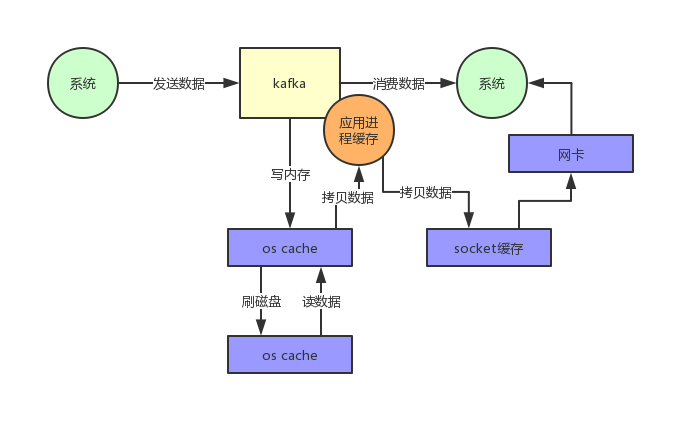 系统
发送数据
kafka
消费数据
系统
应用进
程缓存
网卡
写内存
拷贝数据
拷贝数据
os cache
socket缓存
刷磁盘
读数据
os cache